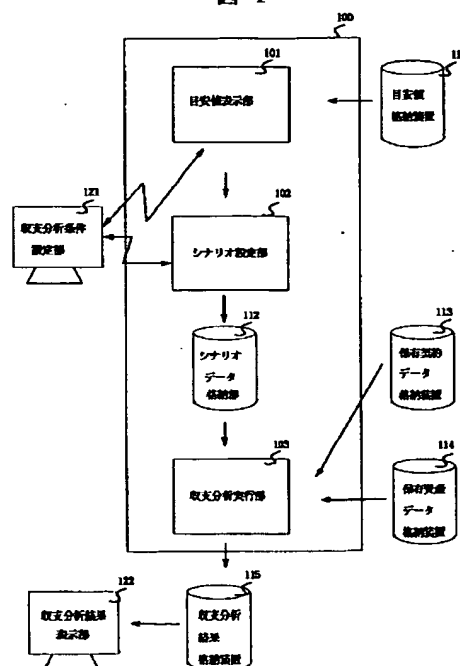 100
101
目安値表示部
11
目安値
格納装置
121
収支分析条件
設定部
102
シナリオ設定部
112
シナリオ
データ
格納部
113
保有契約
データ
格納装置
103
収支分析実行部
114
保有資産
データ
格納装置
122
収支分析結果
表示部
115
収支分析
結果
格納装置